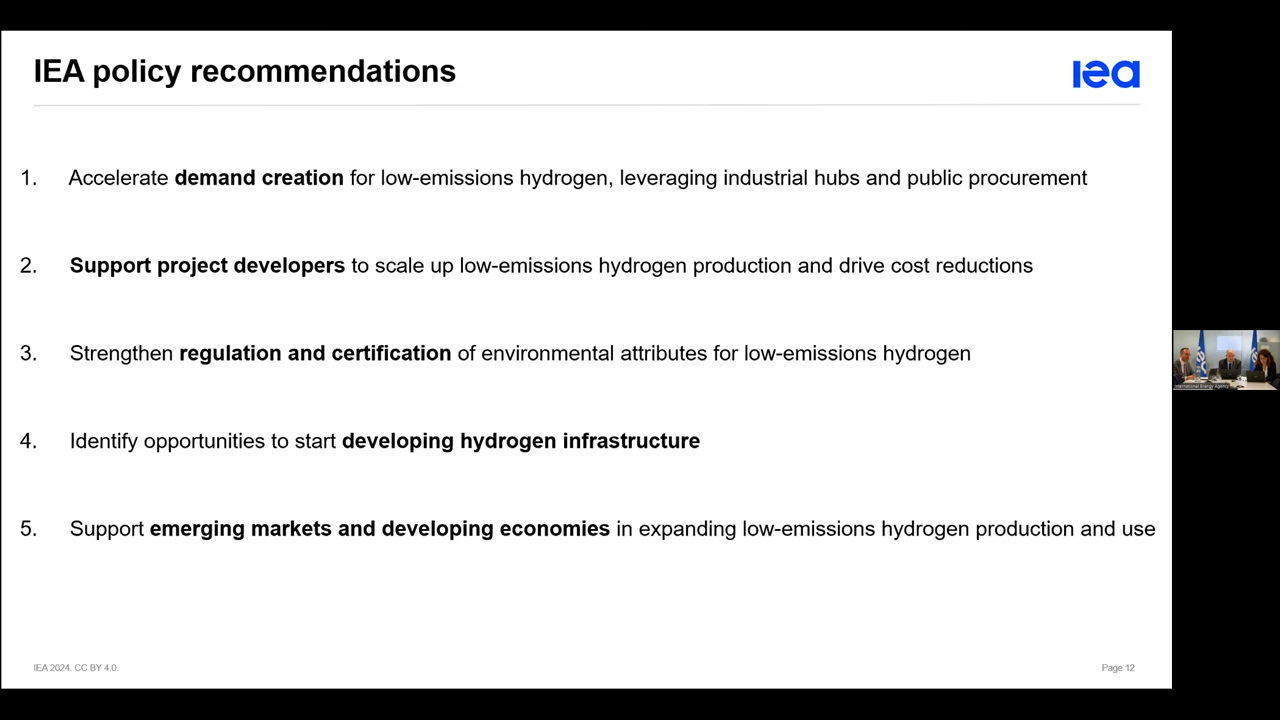 IEA policy recommendations
iea
1. Accelerate demand creation for low-emissions hydrogen, leveraging industrial hubs and public procurement
2. Support project developers to scale up low-emissions hydrogen production and drive cost reductions
3. Strengthen regulation and certification of environmental attributes for low-emissions hydrogen
4. Identify opportunities to start developing hydrogen infrastructure
5. Support emerging markets and developing economies in expanding low-emissions hydrogen production and use
International Energy Agency
IEA 2024. CC BY 4.0.
Page 12